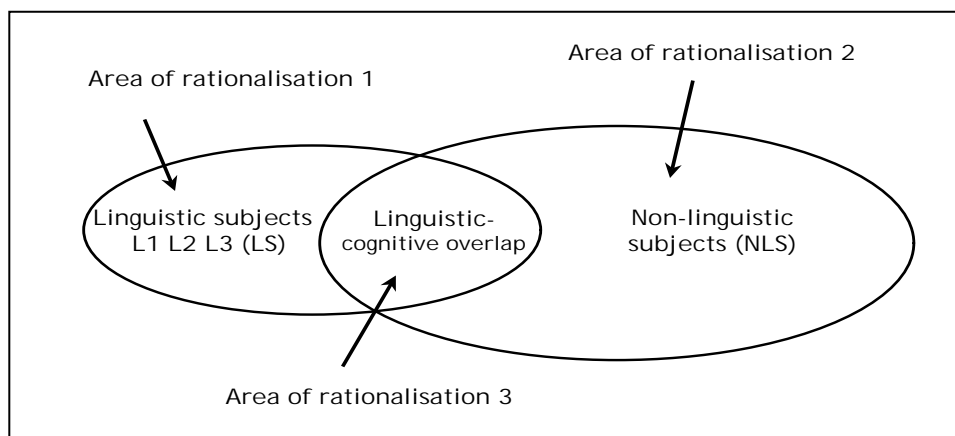 Area of rationalisation 2
Area of rationalisation 1
Linguistic subjects
L1 L2 L3 (LS)
Linguistic-
cognitive overlap
Non-linguistic
subjects (NLS)
Area of rationalisation 3